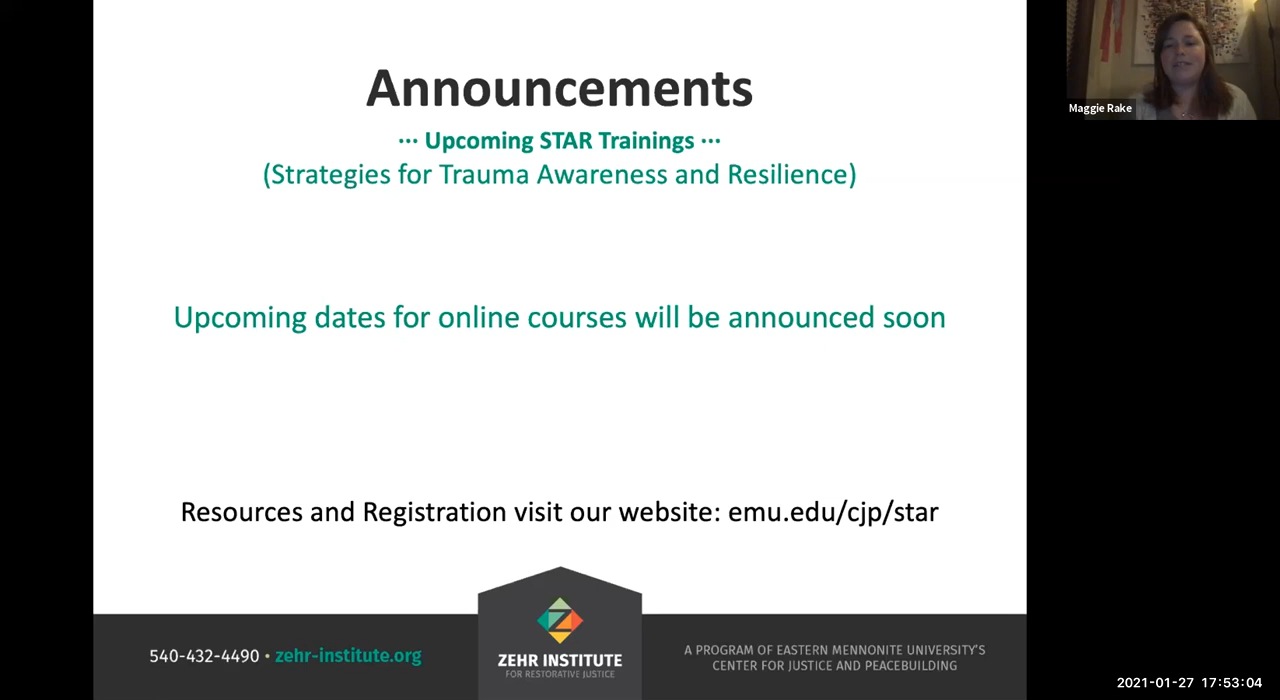 Announcements
··· Upcoming STAR Trainings ···
(Strategies for Trauma Awareness and Resilience)
Upcoming dates for online courses will be announced soon
Resources and Registration visit our website: emu.edu/cjp/star
540-432-4490 • zehr-institute.org
Z
ZEHR INSTITUTE
FOR RESTORATIVE JUSTICE
A PROGRAM OF EASTERN MENNONITE UNIVERSITY'S
CENTER FOR JUSTICE AND PEACEBUILDING
Maggie Rake
2021-01-27 17:53:04